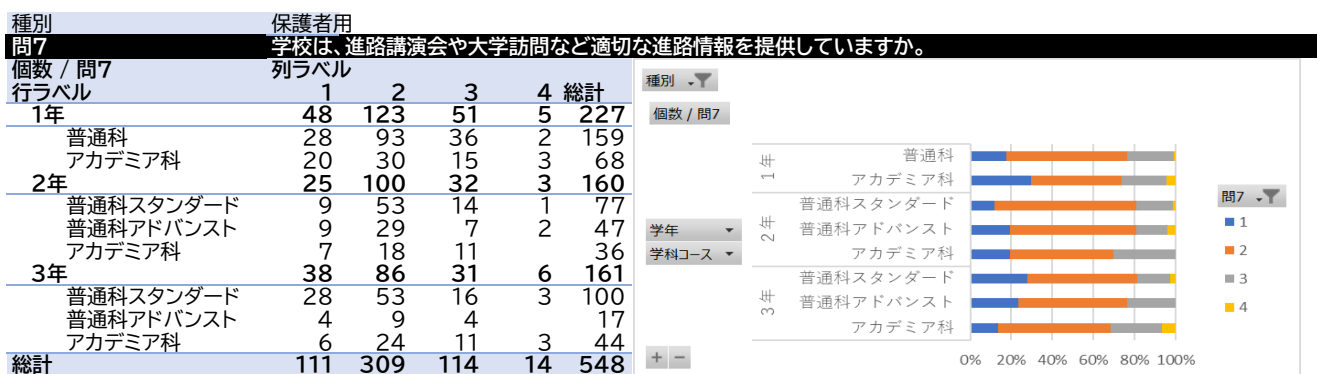 種別 保護者用
問7 学校は、進路講演会や大学訪問など適切な進路情報を提供していますか。
個数 / 問7 列ラベル
行ラベル 1 2 3 4 総計
1年 48 123 51 5 227
普通科 28 93 36 2 159
アカデミア科 20 30 15 3 68
2年 25 100 32 3 160
普通科スタンダード 9 53 14 1 77
普通科アドバンスト 9 29 7 2 47
アカデミア科 7 18 11 36
3年 38 86 31 6 161
普通科スタンダード 28 53 16 3 100
普通科アドバンスト 4 9 4 17
アカデミア科 6 24 11 3 44
総計 111 309 114 14 548
種別
個数 / 問7
学年
学科コース
1年
普通科
アカデミア科
2年
普通科スタンダード
普通科アドバンスト
アカデミア科
3年
普通科スタンダード
普通科アドバンスト
アカデミア科
0% 20% 40% 60% 80% 100%
問7
1
2
3
4
+ −